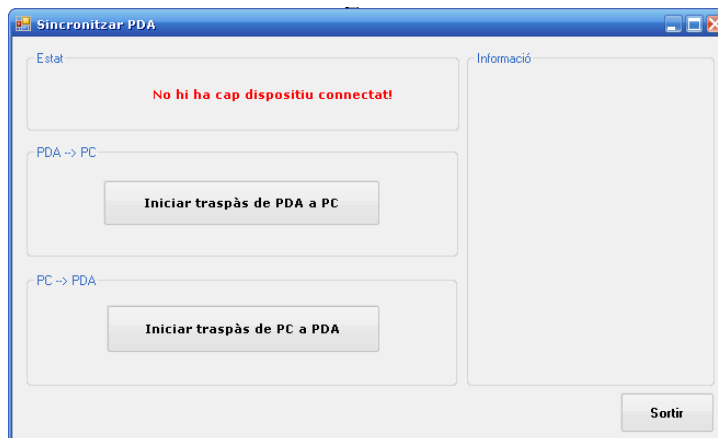 Sincronitzar PDA
Estat
No hi ha cap dispositiu connectat!
Informació
PDA --> PC
Iniciar traspàs de PDA a PC
PC --> PDA
Iniciar traspàs de PC a PDA
Sortir